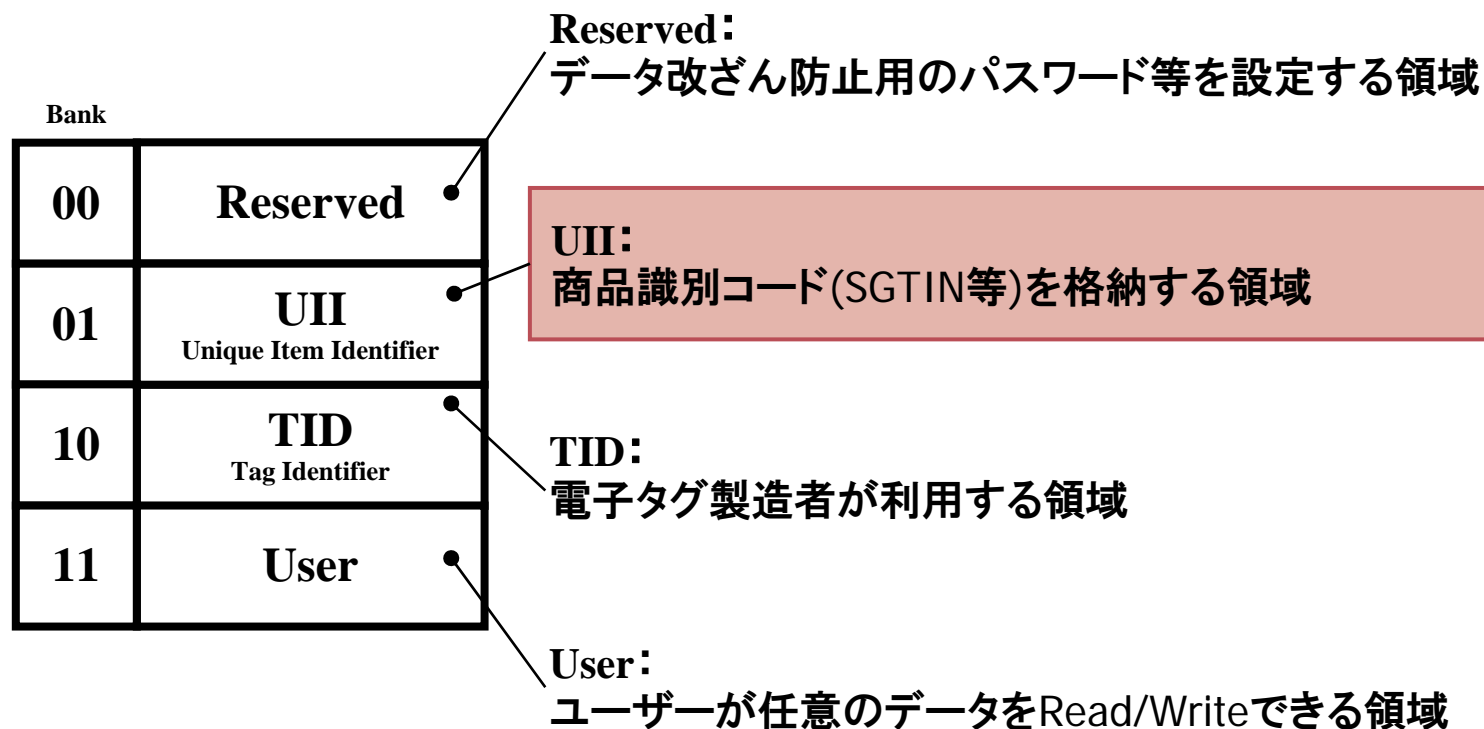 Reserved：
データ改ざん防止用のパスワード等を設定する領域
Bank
00 Reserved
UII：
商品識別コード(SGTIN等)を格納する領域
01 UII
Unique Item Identifier
10 TID
Tag Identifier
TID：
電子タグ製造者が利用する領域
11 User
User：
ユーザーが任意のデータをRead/Writeできる領域